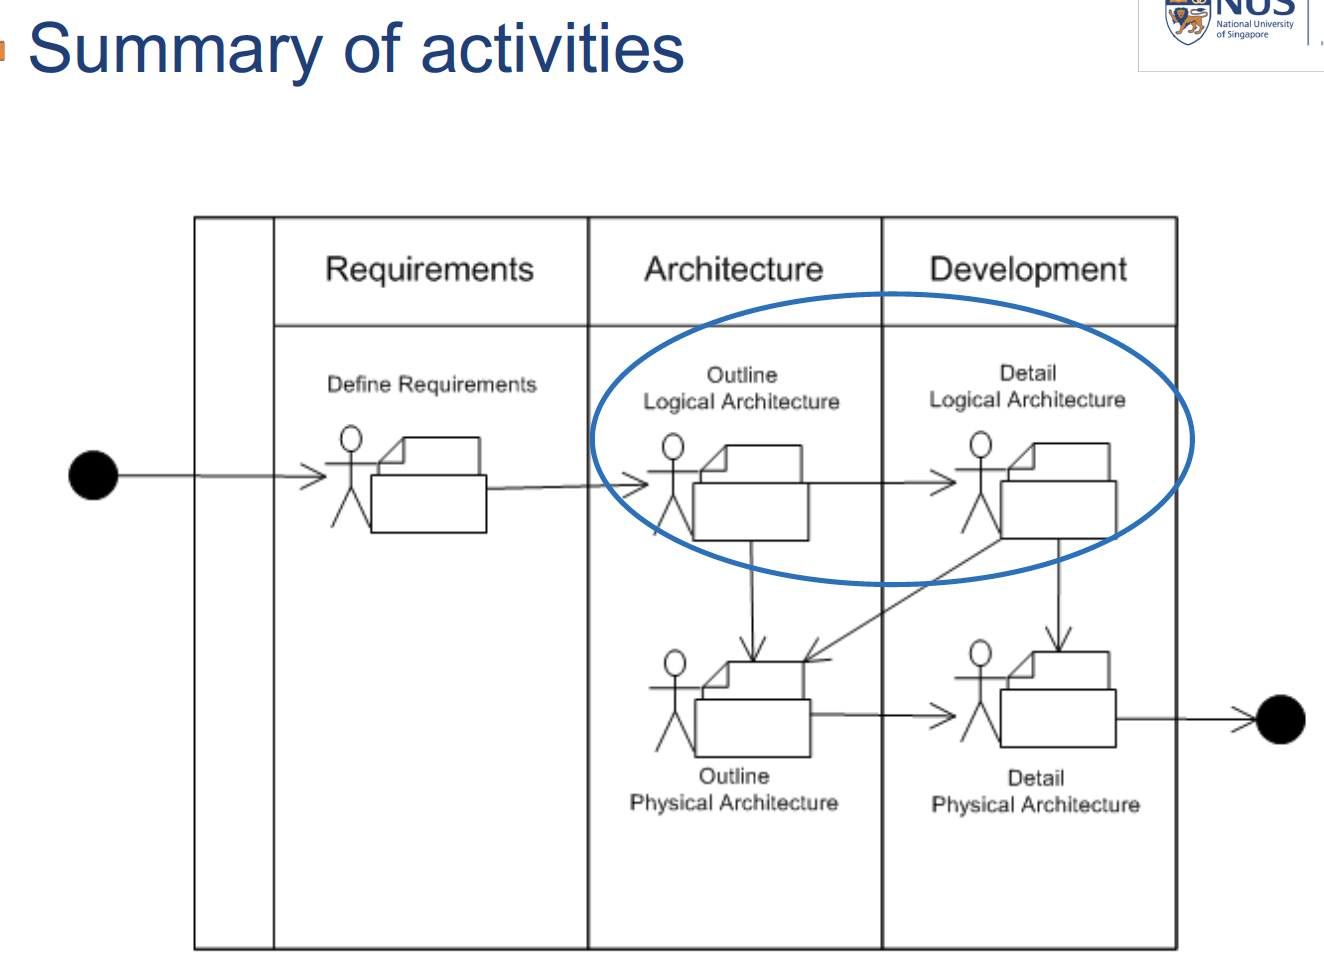 Summary of activities
NUS
National University
of Singapore
Requirements
Architecture
Development
Define Requirements
Outline
Logical Architecture
Detail
Logical Architecture
Outline
Physical Architecture
Detail
Physical Architecture